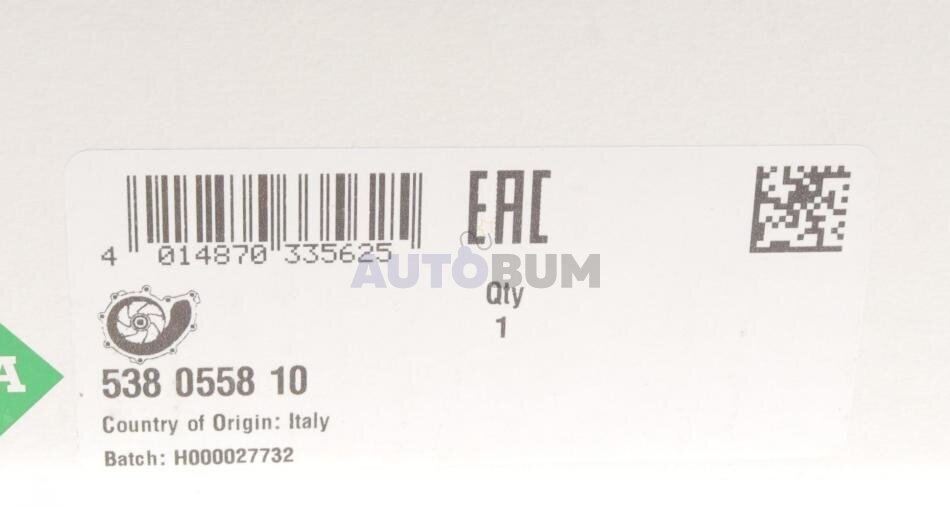 EAC
4 014870 335625
AUTOBUM
Qty
1
A
538 0558 10
Country of Origin: Italy
Batch: H000027732